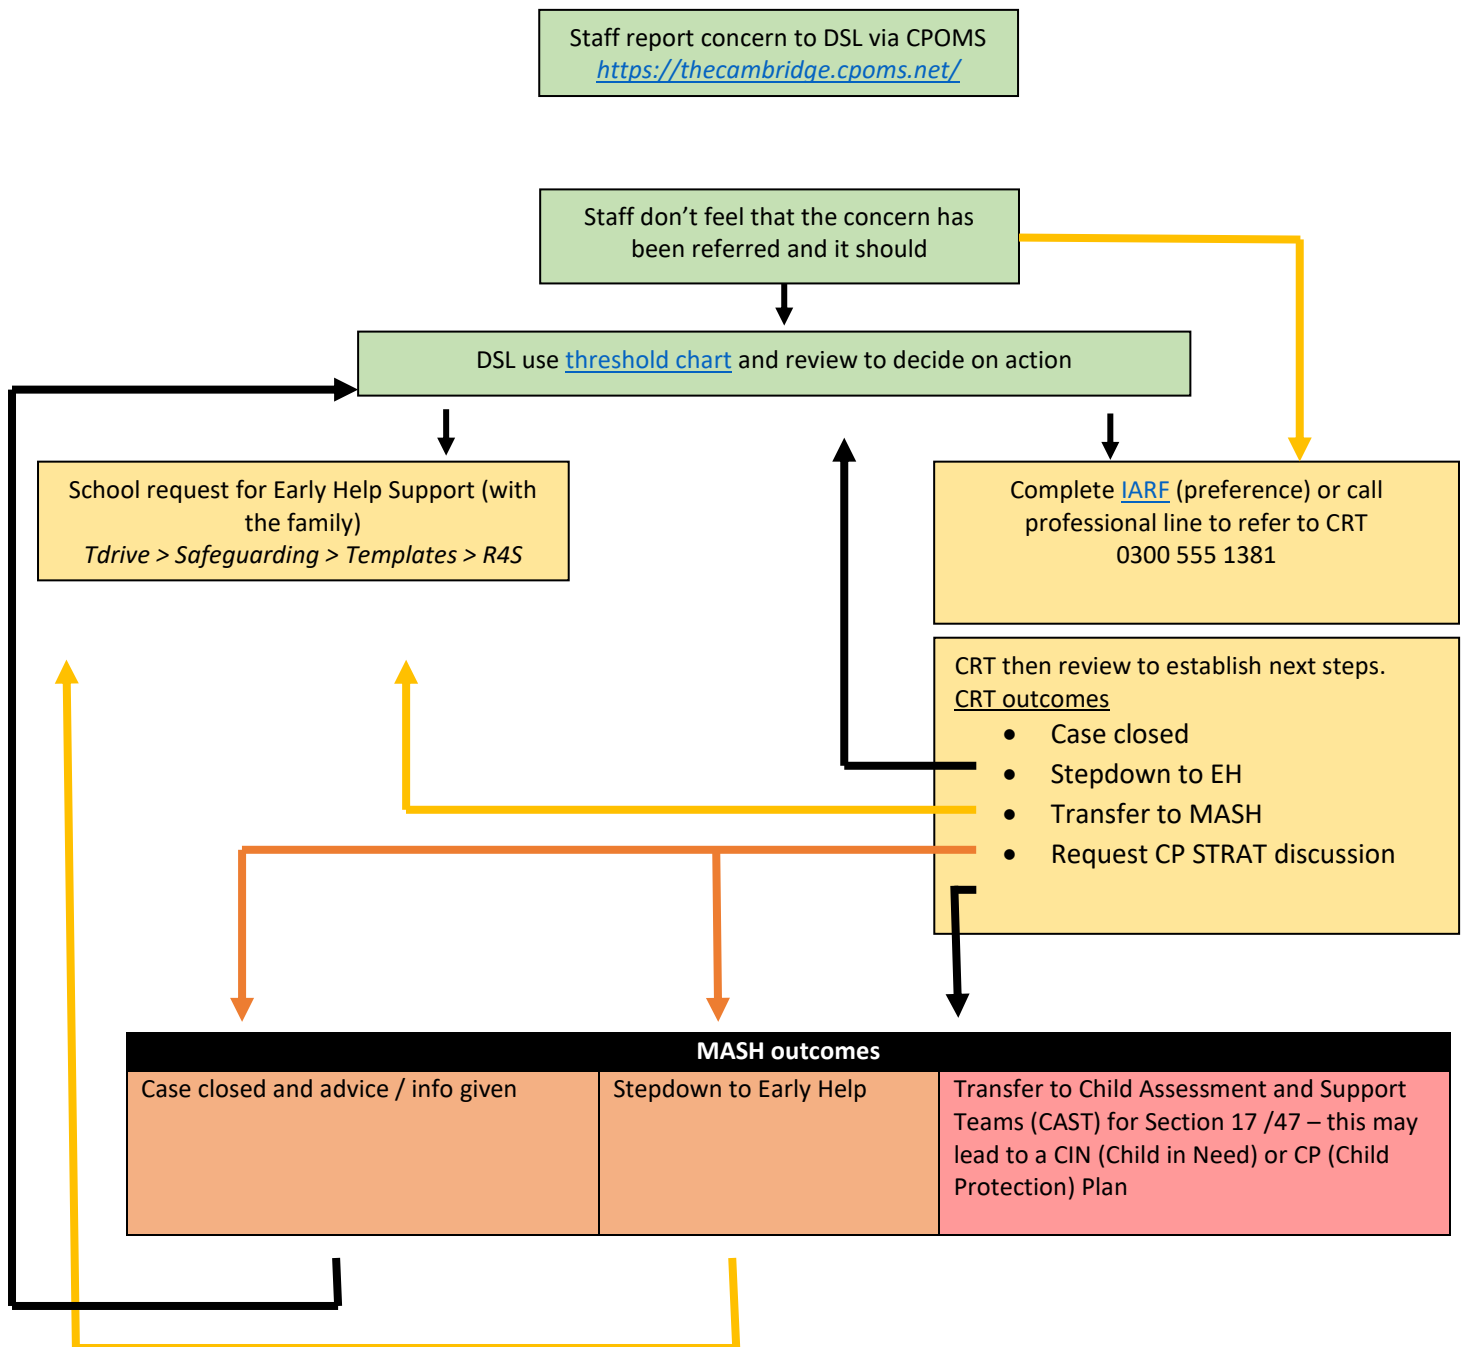 Staff report concern to DSL via CPOMS
https://thecambridge.cpoms.net/
Staff don’t feel that the concern has
been referred and it should
DSL use threshold chart and review to decide on action
School request for Early Help Support (with
the family)
Tdrive > Safeguarding > Templates > R4S
Complete IARF (preference) or call
professional line to refer to CRT
0300 555 1381
CRT then review to establish next steps.
CRT outcomes
• Case closed
• Stepdown to EH
• Transfer to MASH
• Request CP STRAT discussion
MASH outcomes
Case closed and advice / info given
Stepdown to Early Help
Transfer to Child Assessment and Support
Teams (CAST) for Section 17 /47 – this may
lead to a CIN (Child in Need) or CP (Child
Protection) Plan